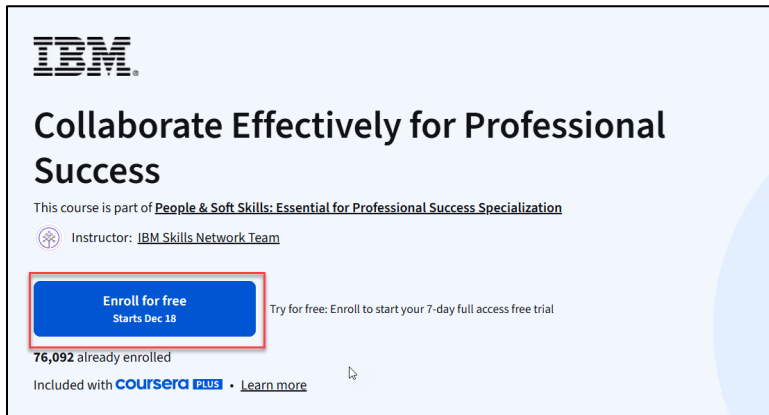 IBM
Collaborate Effectively for Professional
Success
This course is part of People & Soft Skills: Essential for Professional Success Specialization
Instructor: IBM Skills Network Team
Enroll for free
Starts Dec 18
Try for free: Enroll to start your 7-day full access free trial
76,092 already enrolled
Included with coursera PLUS • Learn more